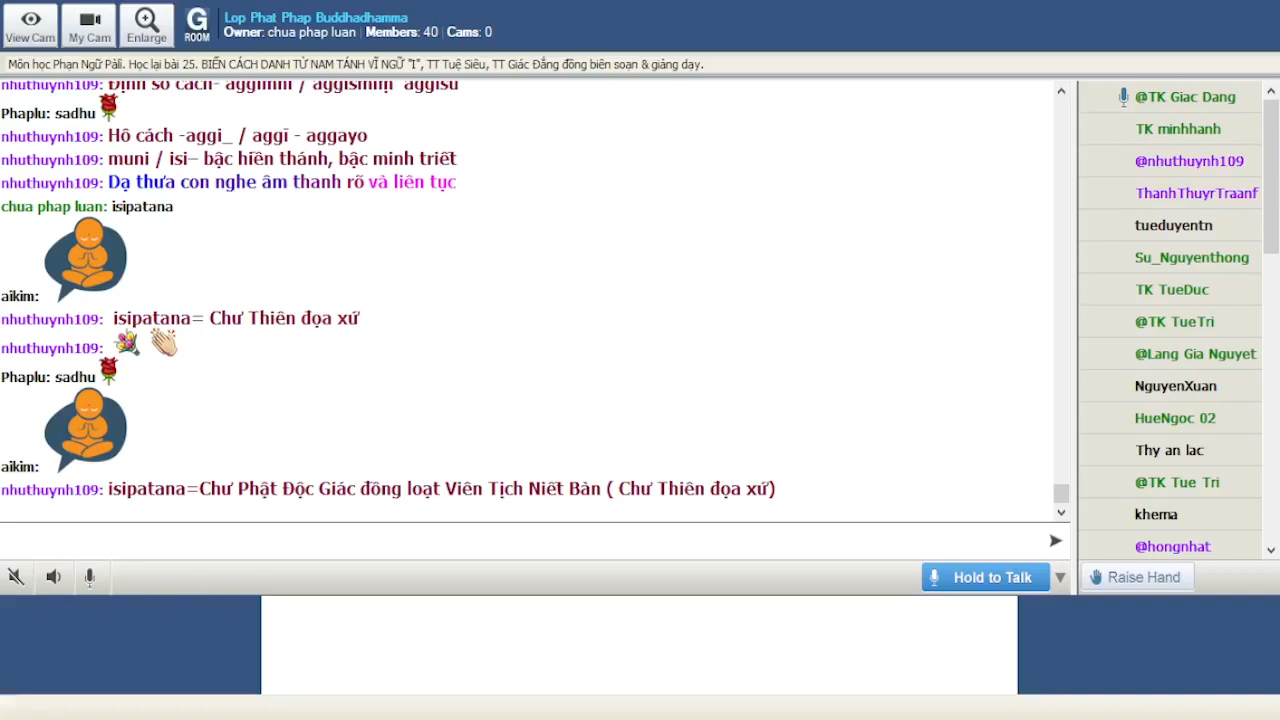 View Cam
My Cam
Enlarge
G
ROOM
Lop Phat Phap Buddhadhamma
Owner: chua phap luan | Members: 40 | Cams: 0
Môn học Phạn Ngữ Pàli. Học lại bài 25. BIẾN CÁCH DANH TỪ NAM TÁNH VĨ NGỮ "I", TT Tuệ Siêu, TT Giác Đẳng đồng biên soạn & giảng dạy.
nhuthuynh109: Định sở cách- aggimhi / aggismiṃ aggisu
Phaplu: sadhu
nhuthuynh109: Hô cách -aggi_ / aggī - aggayo
nhuthuynh109: muni / isi– bậc hiền thánh, bậc minh triết
nhuthuynh109: Dạ thưa con nghe âm thanh rõ và liên tục
chua phap luan: isipatana
aikim:
nhuthuynh109: isipatana= Chư Thiên đọa xứ
nhuthuynh109:
Phaplu: sadhu
aikim:
nhuthuynh109: isipatana=Chư Phật Độc Giác đồng loạt Viên Tịch Niết Bàn ( Chư Thiên đọa xứ)
Hold to Talk
@TK Giac Dang
TK minhhanh
@nhuthuynh109
ThanhThuyrTraanf
tueduyentn
Su_Nguyenthong
TK TueDuc
@TK TueTri
@Lang Gia Nguyet
NguyenXuan
HueNgoc 02
Thy an lac
@TK Tue Tri
khema
@hongnhat
Raise Hand